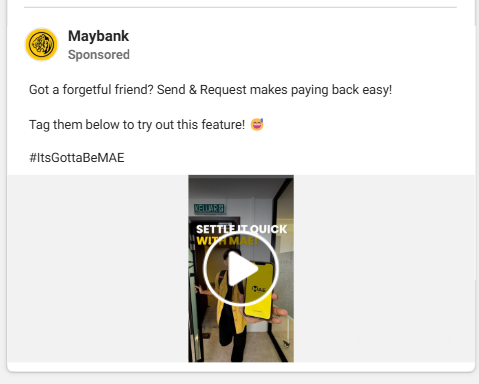 Maybank
Sponsored
Got a forgetful friend? Send & Request makes paying back easy!
Tag them below to try out this feature! 😅
#ItsGottaBeMAE
KELUAR
SETTLE IT QUICK
WITH MAE!